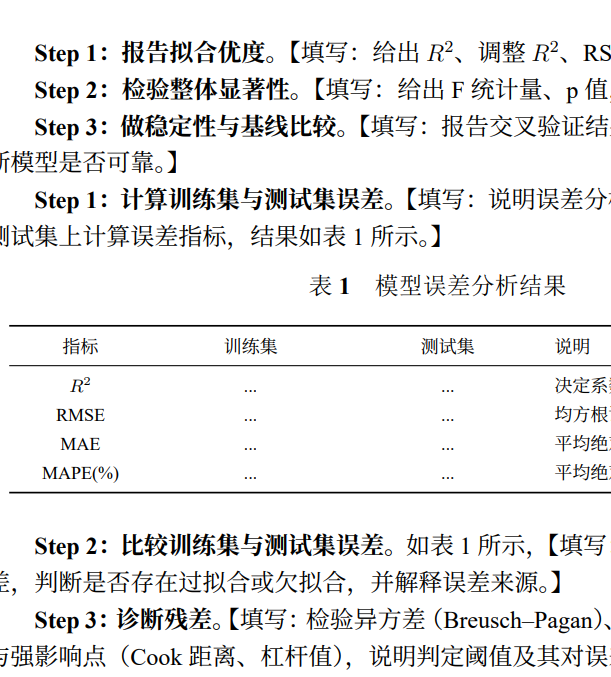 Step 1：报告拟合优度。【填写：给出 R²、调整 R²、RS
Step 2：检验整体显著性。【填写：给出 F 统计量、p 值
Step 3：做稳定性与基线比较。【填写：报告交叉验证结
模型是否可靠。】
Step 1：计算训练集与测试集误差。【填写：说明误差分
测试集上计算误差指标，结果如表 1 所示。】
表 1 模型误差分析结果
指标 训练集 测试集 说明
R² ... ... 决定系
RMSE ... ... 均方根
MAE ... ... 平均绝
MAPE(%) ... ... 平均绝
Step 2：比较训练集与测试集误差。如表 1 所示，【填写
差，判断是否存在过拟合或欠拟合，并解释误差来源。】
Step 3：诊断残差。【填写：检验异方差（Breusch–Pagan）、
与强影响点（Cook 距离、杠杆值），说明判定阈值及其对误